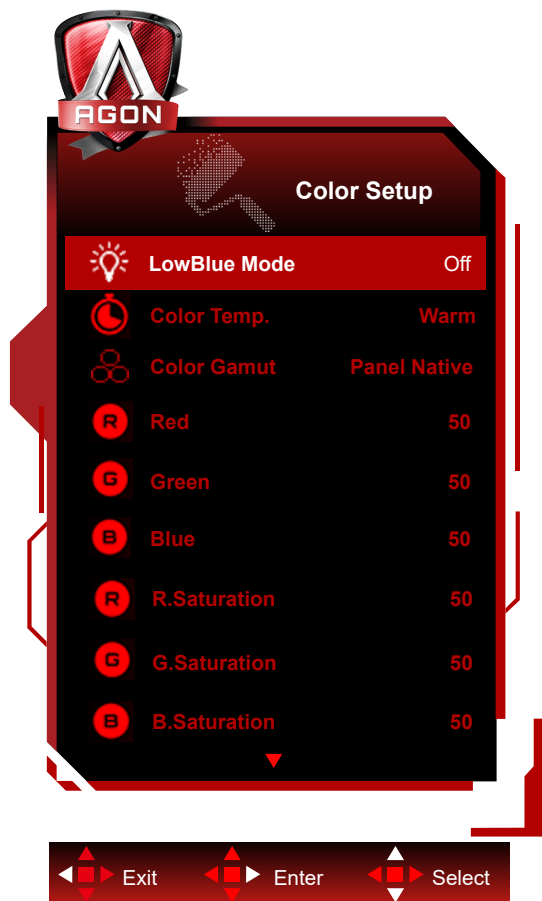 AGON
Color Setup
LowBlue Mode Off
Color Temp. Warm
Color Gamut Panel Native
R Red 50
G Green 50
B Blue 50
R R.Saturation 50
G G.Saturation 50
B B.Saturation 50
Exit Enter Select